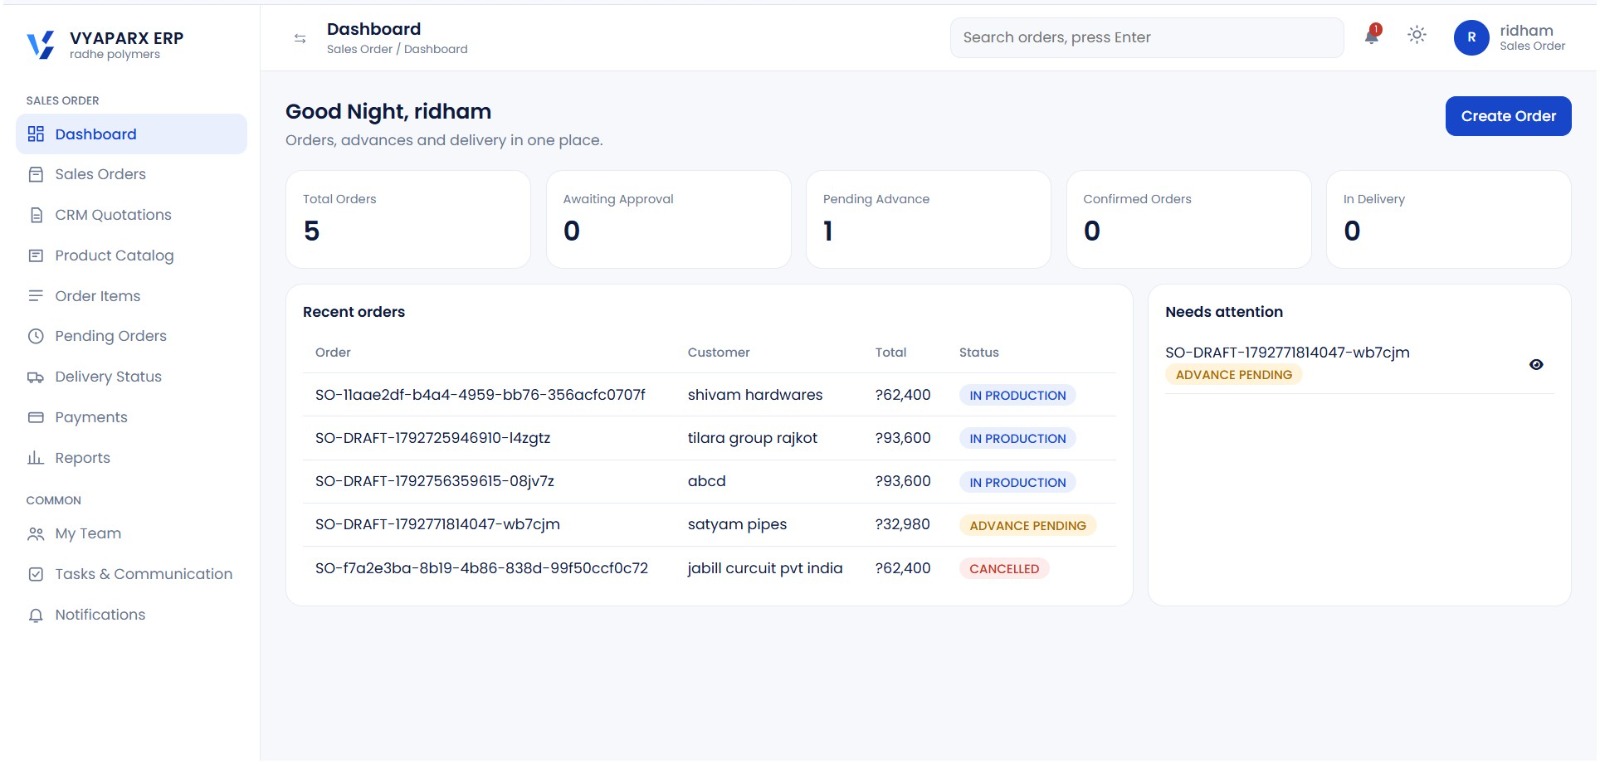 VYAPARX ERP
radhe polymers
SALES ORDER
Dashboard
Sales Orders
CRM Quotations
Product Catalog
Order Items
Pending Orders
Delivery Status
Payments
Reports
COMMON
My Team
Tasks & Communication
Notifications
Dashboard
Sales Order / Dashboard
Search orders, press Enter
1
R
ridham
Sales Order
Good Night, ridham
Orders, advances and delivery in one place.
Create Order
Total Orders
5
Awaiting Approval
0
Pending Advance
1
Confirmed Orders
0
In Delivery
0
Recent orders
Order Customer Total Status
SO-11aae2df-b4a4-4959-bb76-356acfc0707f shivam hardwares ?62,400 IN PRODUCTION
SO-DRAFT-1792725946910-l4zgtz tilara group rajkot ?93,600 IN PRODUCTION
SO-DRAFT-1792756359615-08jv7z abcd ?93,600 IN PRODUCTION
SO-DRAFT-1792771814047-wb7cjm satyam pipes ?32,980 ADVANCE PENDING
SO-f7a2e3ba-8b19-4b86-838d-99f50ccf0c72 jabill curcuit pvt india ?62,400 CANCELLED
Needs attention
SO-DRAFT-1792771814047-wb7cjm
ADVANCE PENDING